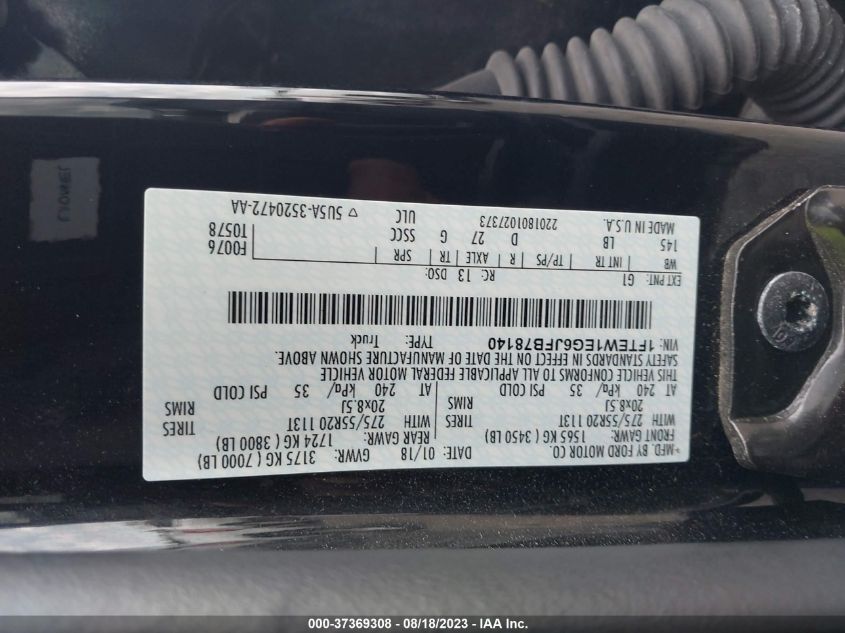 *MFD. BY FORD MOTOR CO.
DATE: 01/18 GVWR: 3175 KG ( 7000 LB)
FRONT GAWR: 1565 KG ( 3450 LB) REAR GAWR: 1724 KG ( 3800 LB)
WITH 275/55R20 113T TIRES WITH 275/55R20 113T TIRES
20x8.5J RIMS 20x8.5J RIMS
AT 240 kPa/ 35 PSI COLD AT 240 kPa/ 35 PSI COLD
THIS VEHICLE CONFORMS TO ALL APPLICABLE FEDERAL MOTOR VEHICLE
SAFETY STANDARDS IN EFFECT ON THE DATE OF MANUFACTURE SHOWN ABOVE.
VIN: 1FTEW1EG6JFB78140 TYPE: Truck
EXT PNT: G1 RC: 13 DSO: F0076
WB INT TR TP/PS R AXLE TR SPR T0578
145 LB D 27 G SSCC
MADE IN U.S.A. 2201801027373 ULC ▽ 5U5A-3520472-AA
000-37369308 - 08/18/2023 - IAA Inc.